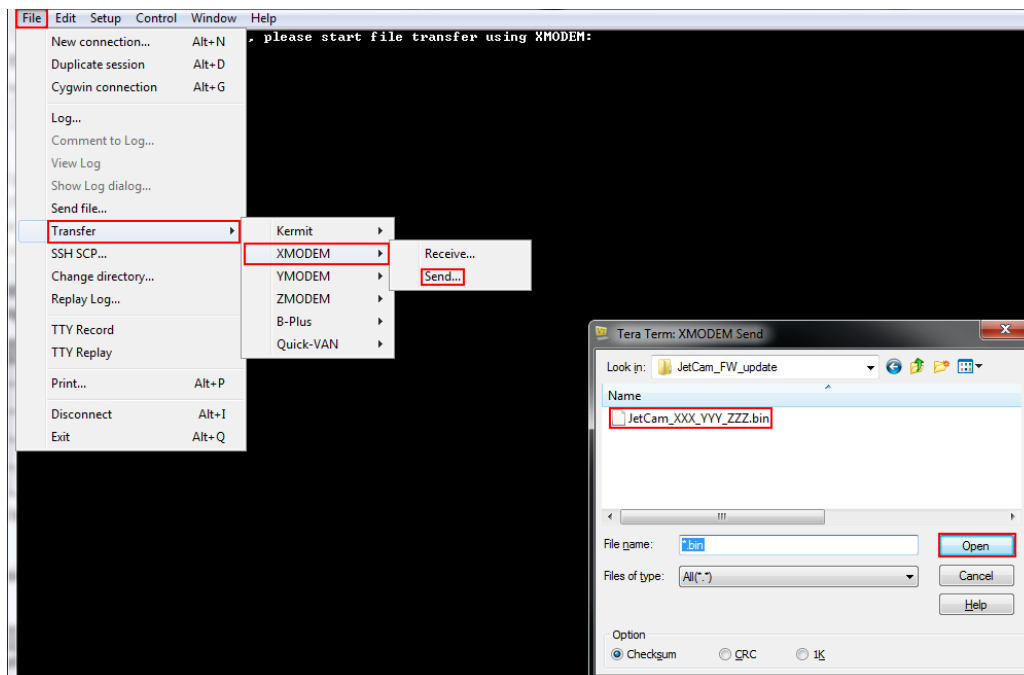 File Edit Setup Control Window Help
, please start file transfer using XMODEM:
New connection... Alt+N
Duplicate session Alt+D
Cygwin connection Alt+G
Log...
Comment to Log...
View Log
Show Log dialog...
Send file...
Transfer
SSH SCP...
Change directory...
Replay Log...
TTY Record
TTY Replay
Print... Alt+P
Disconnect Alt+I
Exit Alt+Q
Kermit
XMODEM
YMODEM
ZMODEM
B-Plus
Quick-VAN
Receive...
Send...
Tera Term: XMODEM Send
Look in: JetCam_FW_update
Name
JetCam_XXX_YYY_ZZZ.bin
File name: *.bin
Open
Files of type: All(*.*)
Cancel
Help
Option
Checksum CRC 1K